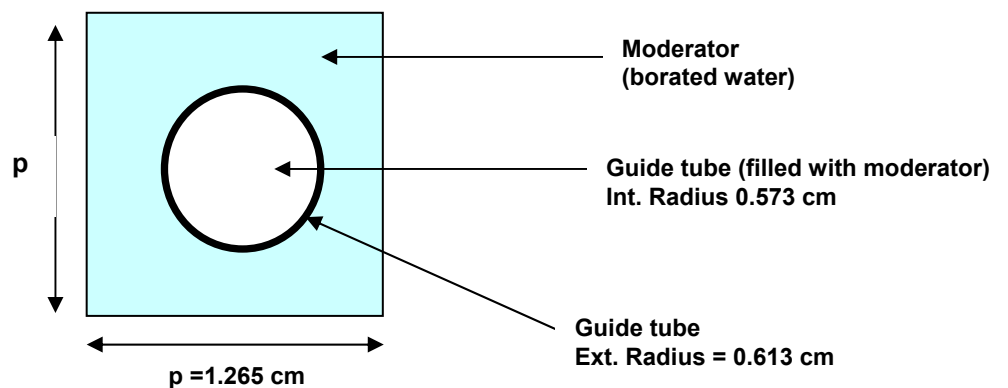 Moderator
(borated water)
p
Guide tube (filled with moderator)
Int. Radius 0.573 cm
Guide tube
Ext. Radius = 0.613 cm
p =1.265 cm